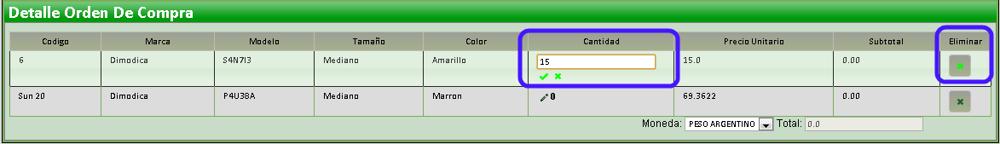 Detalle Orden De Compra
Codigo Marca Modelo Tamaño Color Cantidad Precio Unitario Subtotal Eliminar
6 Dimodica S4N7I3 Mediano Amarillo 15 15.0 0.00
Sun 20 Dimodica P4U38A Mediano Marron 0 69.3622 0.00
Moneda: PESO ARGENTINO Total: 0.0